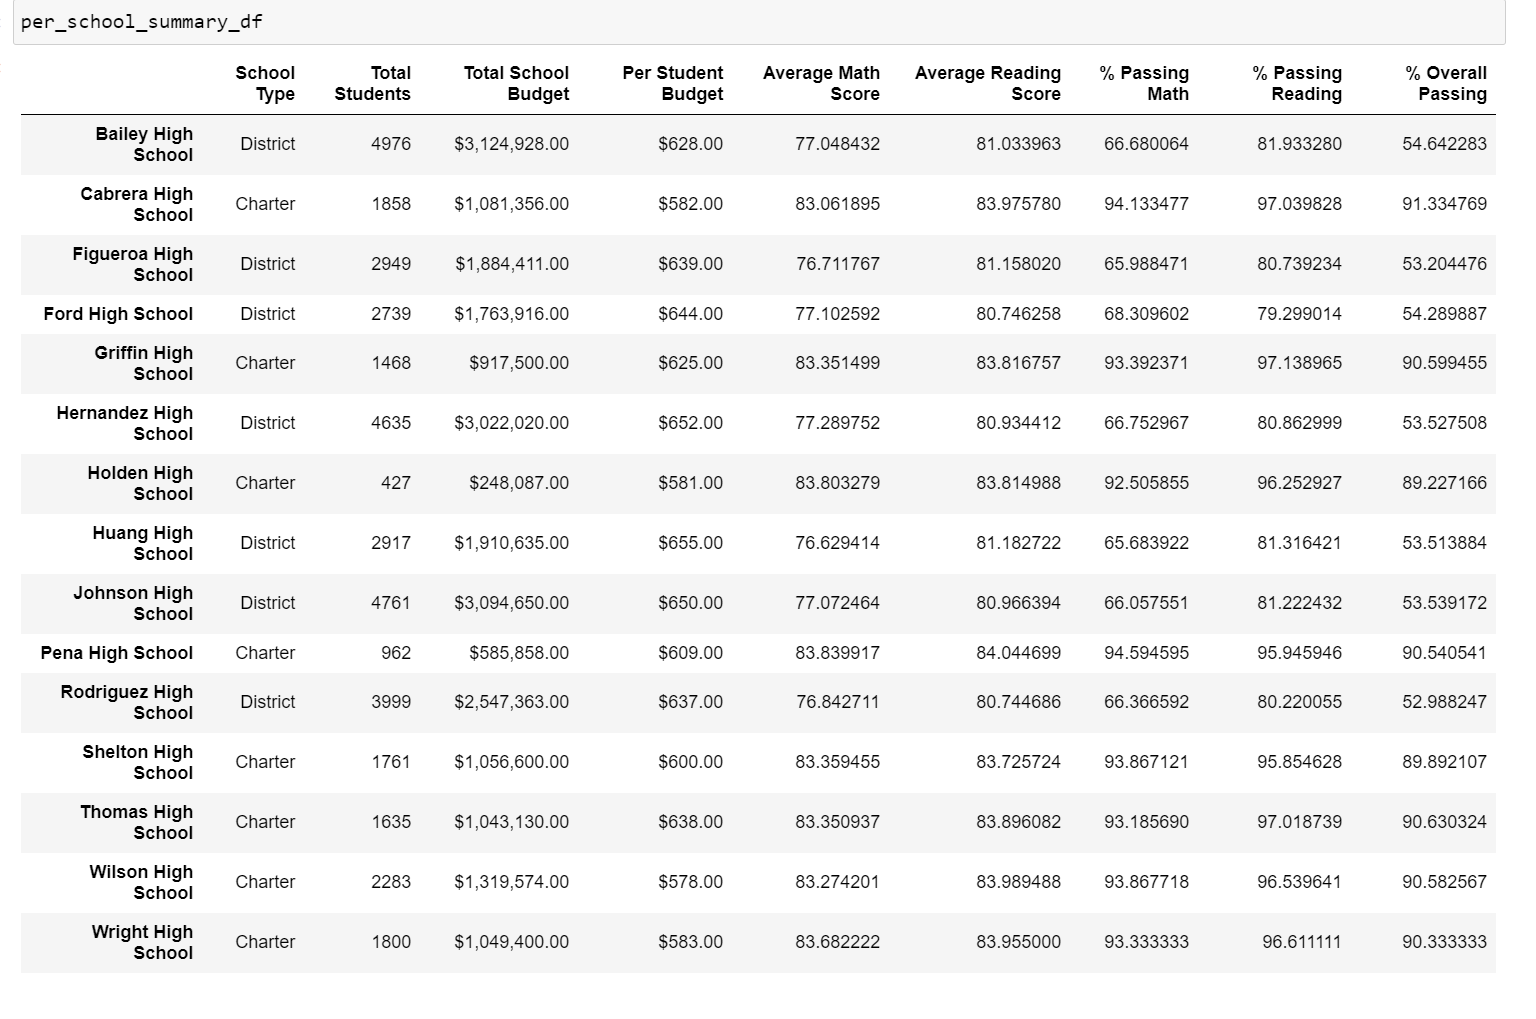 per_school_summary_df
School Type Total Students Total School Budget Per Student Budget Average Math Score Average Reading Score % Passing Math % Passing Reading % Overall Passing
Bailey High School District 4976 $3,124,928.00 $628.00 77.048432 81.033963 66.680064 81.933280 54.642283
Cabrera High School Charter 1858 $1,081,356.00 $582.00 83.061895 83.975780 94.133477 97.039828 91.334769
Figueroa High School District 2949 $1,884,411.00 $639.00 76.711767 81.158020 65.988471 80.739234 53.204476
Ford High School District 2739 $1,763,916.00 $644.00 77.102592 80.746258 68.309602 79.299014 54.289887
Griffin High School Charter 1468 $917,500.00 $625.00 83.351499 83.816757 93.392371 97.138965 90.599455
Hernandez High School District 4635 $3,022,020.00 $652.00 77.289752 80.934412 66.752967 80.862999 53.527508
Holden High School Charter 427 $248,087.00 $581.00 83.803279 83.814988 92.505855 96.252927 89.227166
Huang High School District 2917 $1,910,635.00 $655.00 76.629414 81.182722 65.683922 81.316421 53.513884
Johnson High School District 4761 $3,094,650.00 $650.00 77.072464 80.966394 66.057551 81.222432 53.539172
Pena High School Charter 962 $585,858.00 $609.00 83.839917 84.044699 94.594595 95.945946 90.540541
Rodriguez High School District 3999 $2,547,363.00 $637.00 76.842711 80.744686 66.366592 80.220055 52.988247
Shelton High School Charter 1761 $1,056,600.00 $600.00 83.359455 83.725724 93.867121 95.854628 89.892107
Thomas High School Charter 1635 $1,043,130.00 $638.00 83.350937 83.896082 93.185690 97.018739 90.630324
Wilson High School Charter 2283 $1,319,574.00 $578.00 83.274201 83.989488 93.867718 96.539641 90.582567
Wright High School Charter 1800 $1,049,400.00 $583.00 83.682222 83.955000 93.333333 96.611111 90.333333